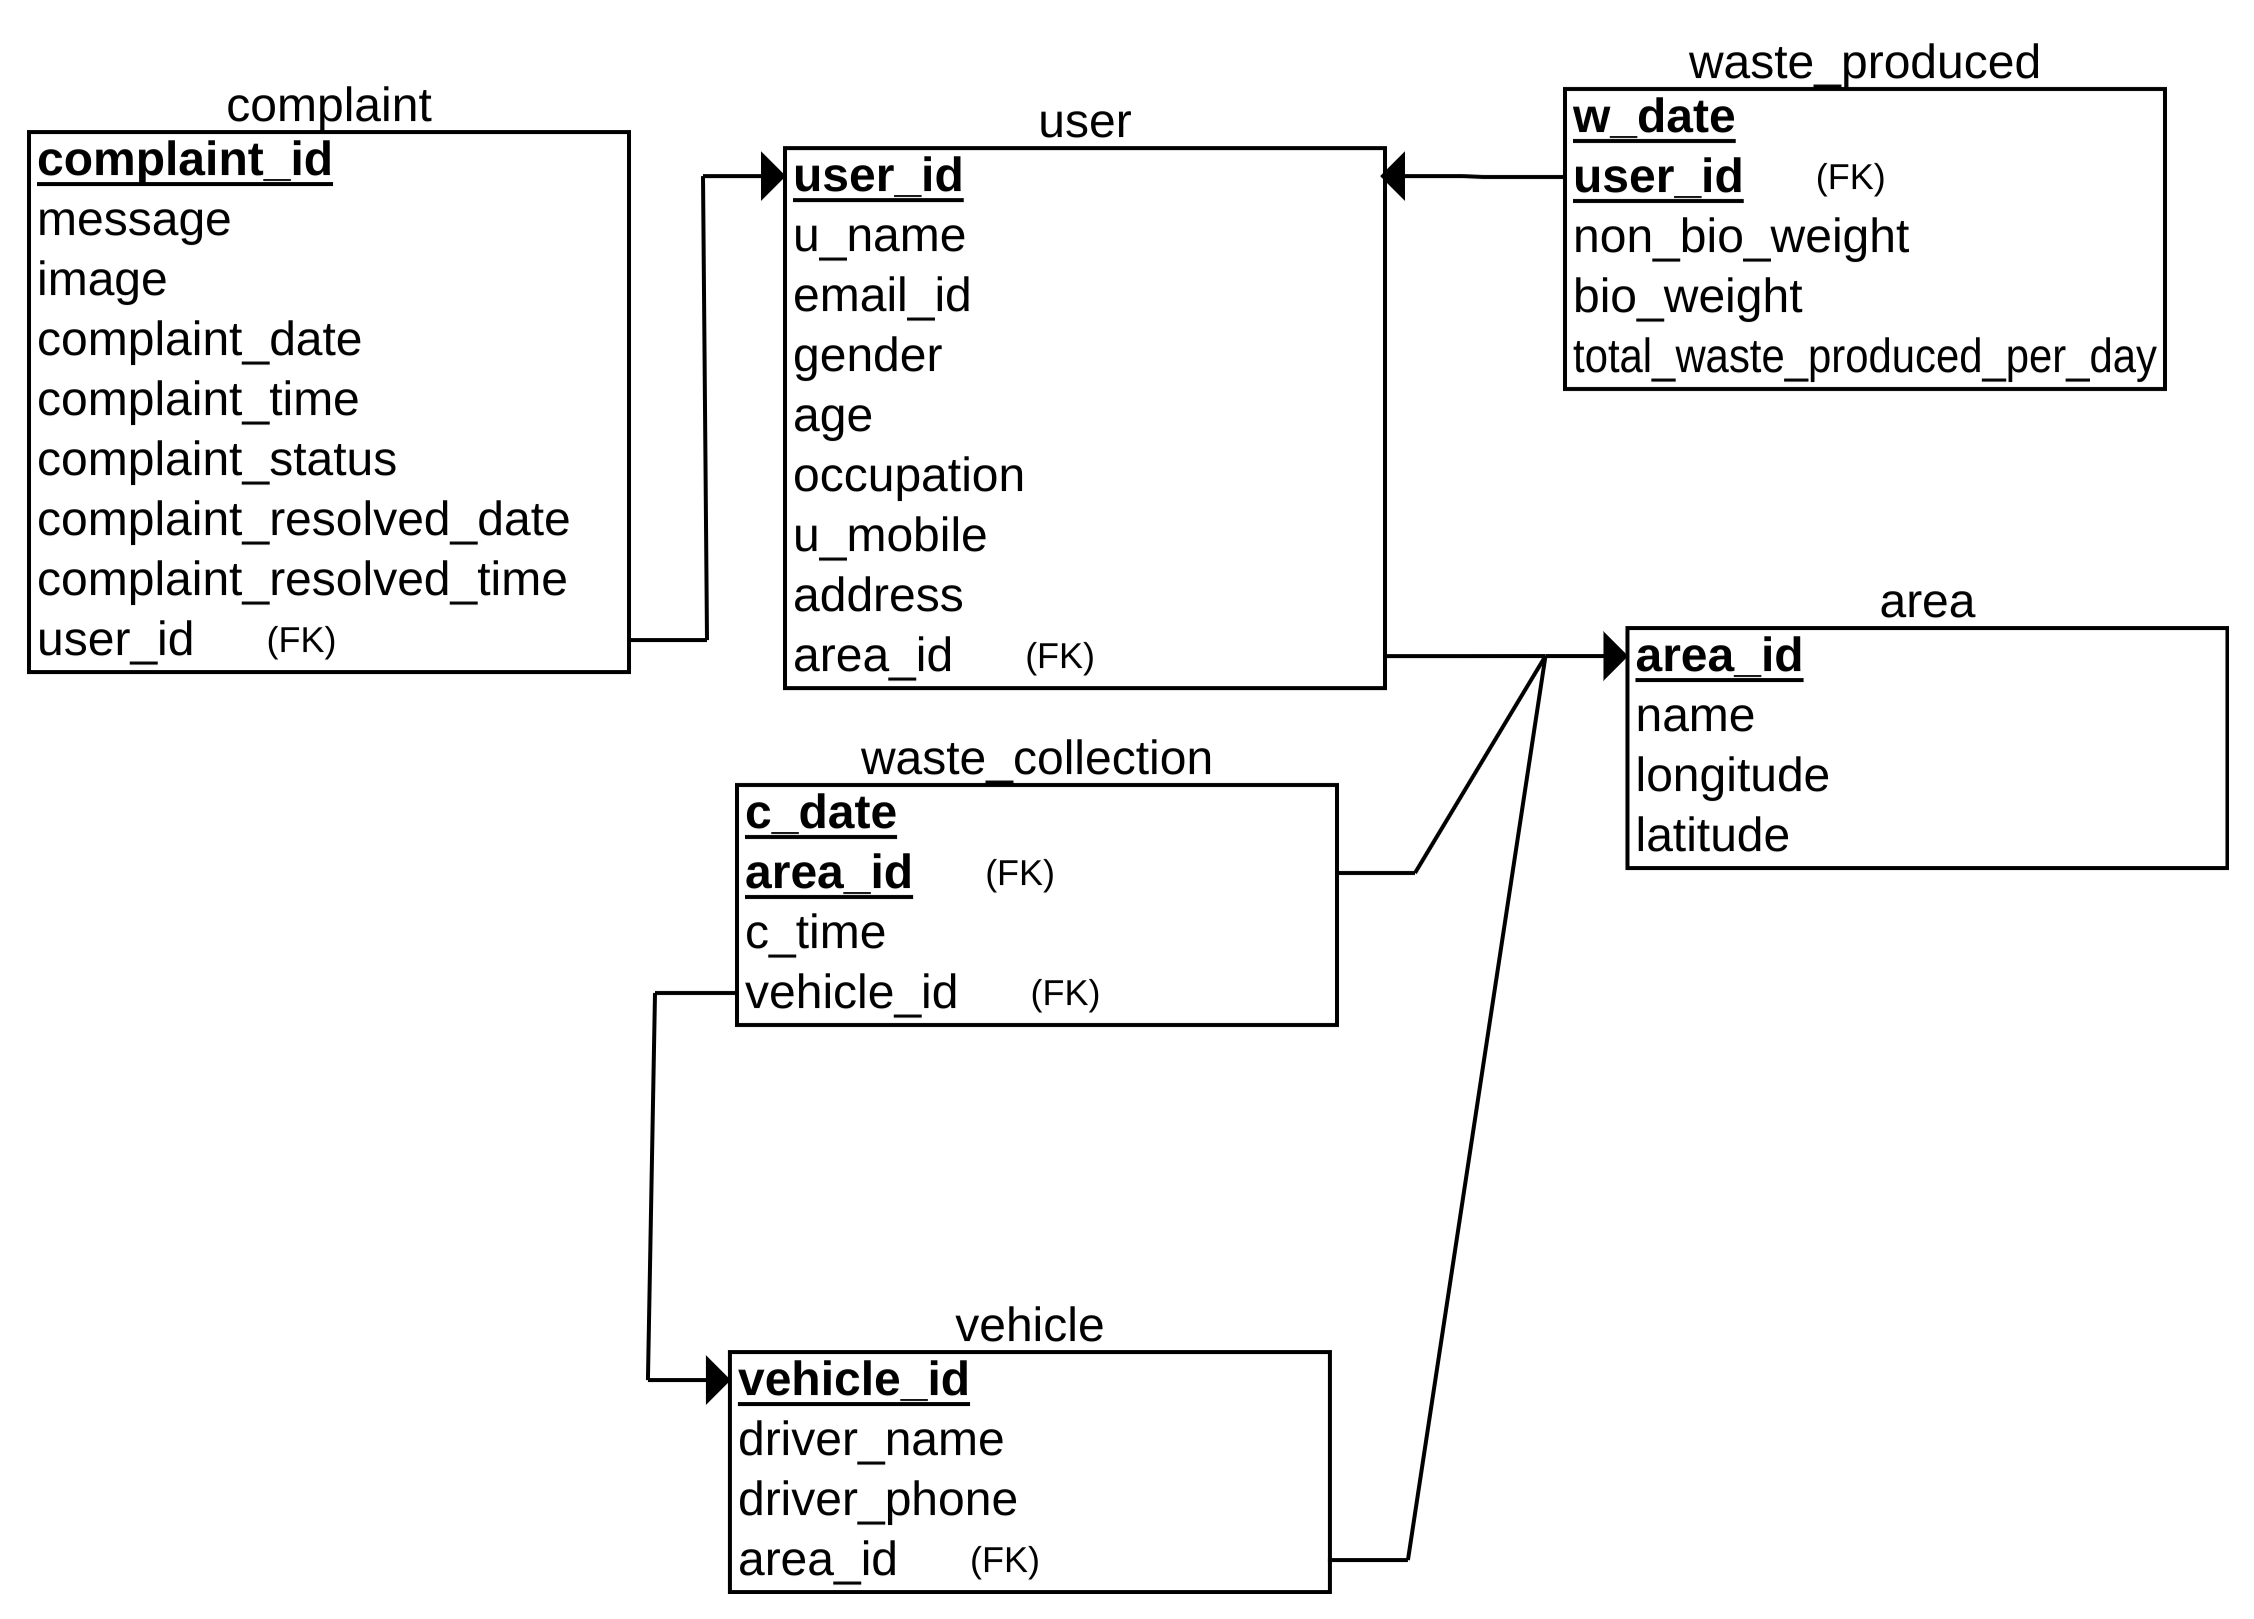 complaint
complaint_id
message
image
complaint_date
complaint_time
complaint_status
complaint_resolved_date
complaint_resolved_time
user_id (FK)
user
user_id
u_name
email_id
gender
age
occupation
u_mobile
address
area_id (FK)
waste_produced
w_date
user_id (FK)
non_bio_weight
bio_weight
total_waste_produced_per_day
area
area_id
name
longitude
latitude
waste_collection
c_date
area_id (FK)
c_time
vehicle_id (FK)
vehicle
vehicle_id
driver_name
driver_phone
area_id (FK)